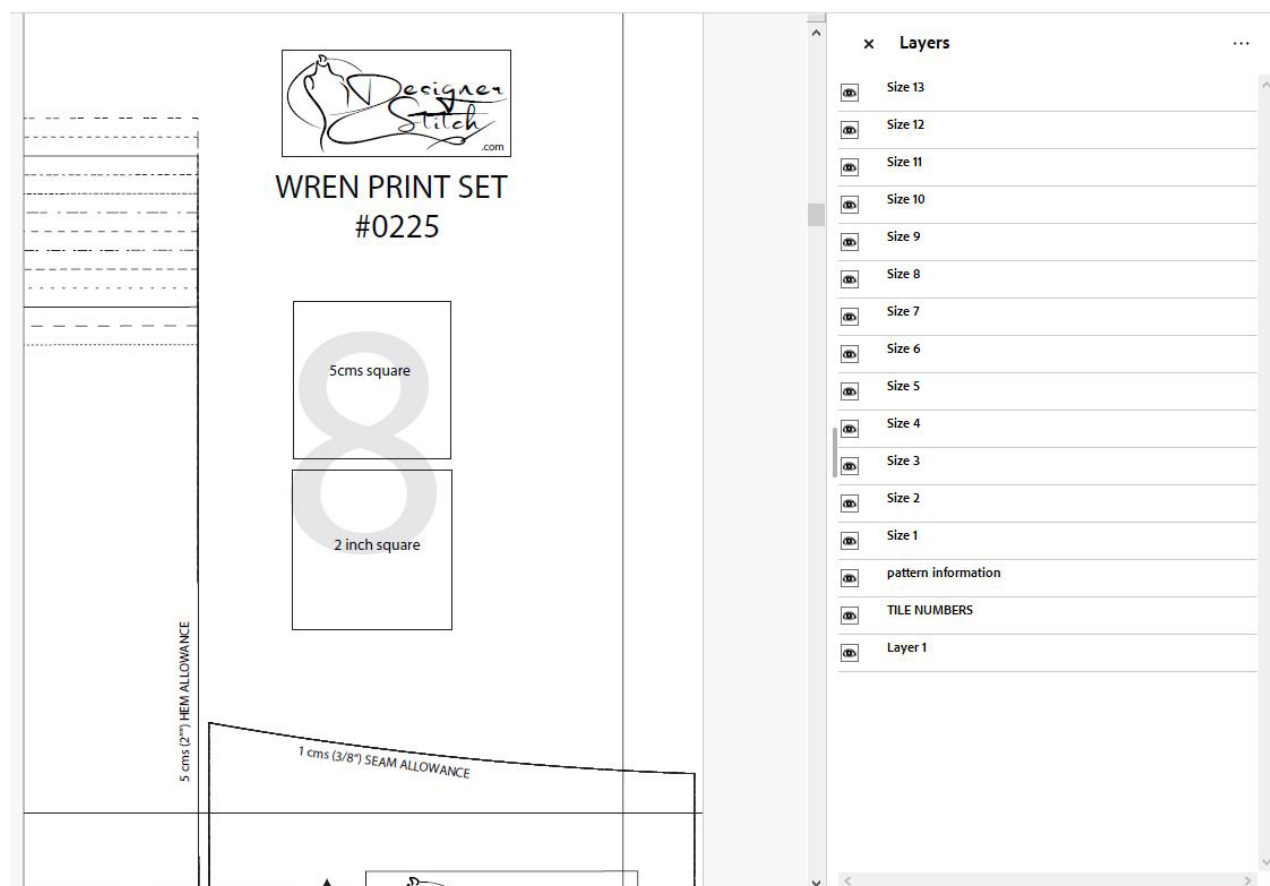 Designer
Stitch
.com
WREN PRINT SET
#0225
8
5cms square
2 inch square
5 cms (2"") HEM ALLOWANCE
1 cms (3/8") SEAM ALLOWANCE
Layers
Size 13
Size 12
Size 11
Size 10
Size 9
Size 8
Size 7
Size 6
Size 5
Size 4
Size 3
Size 2
Size 1
pattern information
TILE NUMBERS
Layer 1